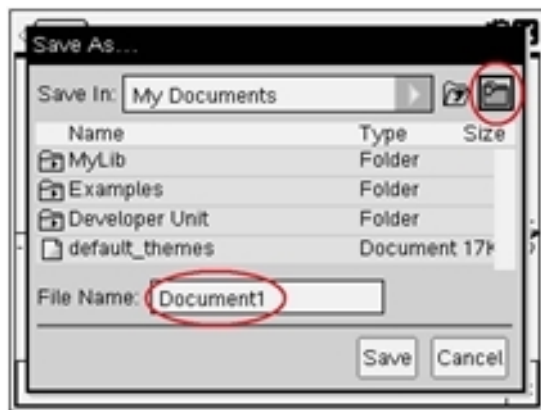 Save As...
Save In: My Documents
Name Type Size
MyLib Folder
Examples Folder
Developer Unit Folder
default_themes Document 17K
File Name: Document1
Save Cancel